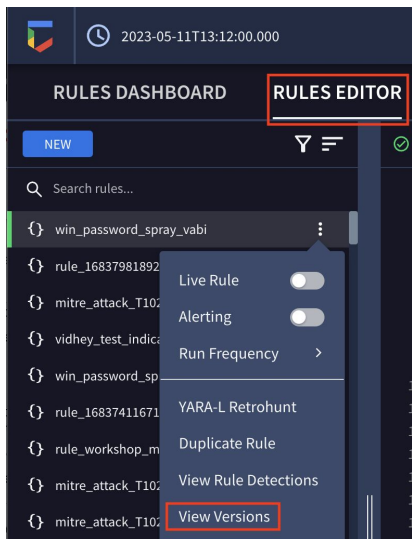 2023-05-11T13:12:00.000
RULES DASHBOARD
RULES EDITOR
NEW
Search rules...
{} win_password_spray_vabi
{} rule_16837981892
{} mitre_attack_T102
{} vidhey_test_indica
{} win_password_sp
{} rule_16837411671
{} rule_workshop_m
{} mitre_attack_T102
{} mitre_attack_T102
Live Rule
Alerting
Run Frequency
YARA-L Retrohunt
Duplicate Rule
View Rule Detections
View Versions